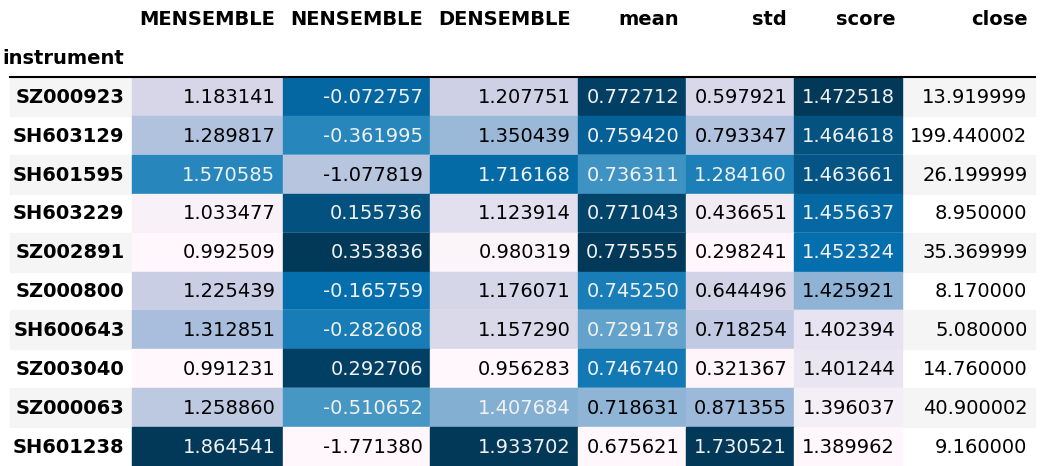 MENSEMBLE NENSEMBLE DENSEMBLE mean std score close
instrument
SZ000923 1.183141 -0.072757 1.207751 0.772712 0.597921 1.472518 13.919999
SH603129 1.289817 -0.361995 1.350439 0.759420 0.793347 1.464618 199.440002
SH601595 1.570585 -1.077819 1.716168 0.736311 1.284160 1.463661 26.199999
SH603229 1.033477 0.155736 1.123914 0.771043 0.436651 1.455637 8.950000
SZ002891 0.992509 0.353836 0.980319 0.775555 0.298241 1.452324 35.369999
SZ000800 1.225439 -0.165759 1.176071 0.745250 0.644496 1.425921 8.170000
SH600643 1.312851 -0.282608 1.157290 0.729178 0.718254 1.402394 5.080000
SZ003040 0.991231 0.292706 0.956283 0.746740 0.321367 1.401244 14.760000
SZ000063 1.258860 -0.510652 1.407684 0.718631 0.871355 1.396037 40.900002
SH601238 1.864541 -1.771380 1.933702 0.675621 1.730521 1.389962 9.160000